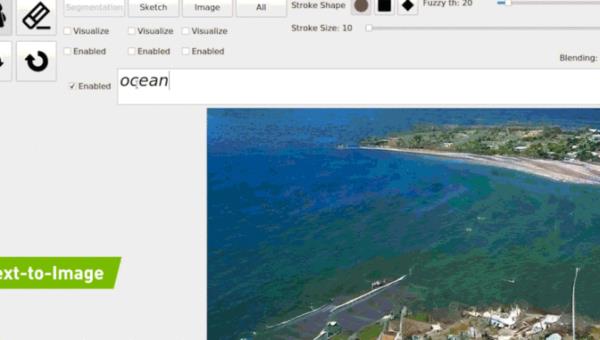 Segmentation Sketch Image All
Stroke Shape
Fuzzy th: 20
Visualize Visualize Visualize
Stroke Size: 10
Enabled Enabled Enabled
Blending:
Enabled ocean
ext-to-Image